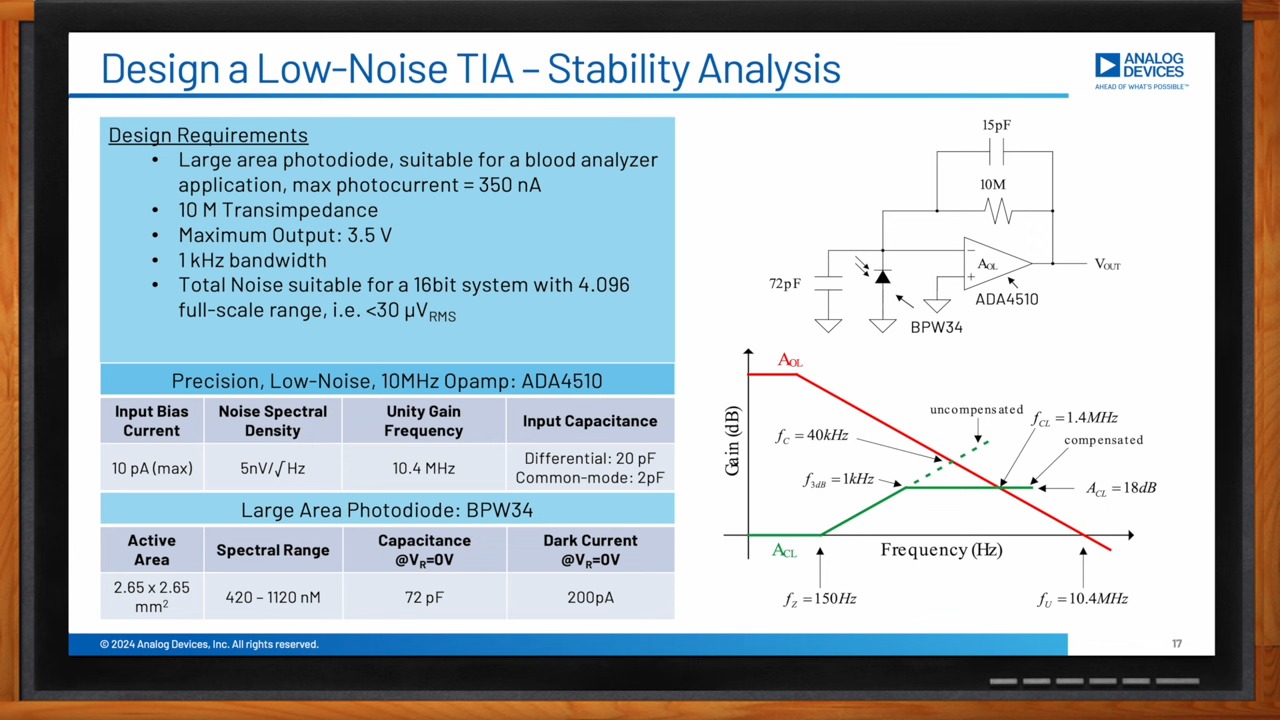 Design a Low-Noise TIA – Stability Analysis
ANALOG
DEVICES
AHEAD OF WHAT'S POSSIBLE™
Design Requirements
• Large area photodiode, suitable for a blood analyzer
application, max photocurrent = 350 nA
• 10 M Transimpedance
• Maximum Output: 3.5 V
• 1 kHz bandwidth
• Total Noise suitable for a 16bit system with 4.096
full-scale range, i.e. <30 µVRMS
Precision, Low-Noise, 10MHz Opamp: ADA4510
Input Bias
Current
Noise Spectral
Density
Unity Gain
Frequency
Input Capacitance
10 pA (max)
5nV/√Hz
10.4 MHz
Differential: 20 pF
Common-mode: 2pF
Large Area Photodiode: BPW34
Active
Area
Spectral Range
Capacitance
@VR=0V
Dark Current
@VR=0V
2.65 x 2.65
mm²
420 – 1120 nM
72 pF
200pA
15pF
10M
−
AOL
+
VOUT
72pF
ADA4510
BPW34
AOL
uncompensated
fCL = 1.4MHz
compensated
fC = 40kHz
f3dB = 1kHz
ACL = 18dB
Gain (dB)
ACL
Frequency (Hz)
fZ = 150Hz
fU = 10.4MHz
© 2024 Analog Devices, Inc. All rights reserved.
17